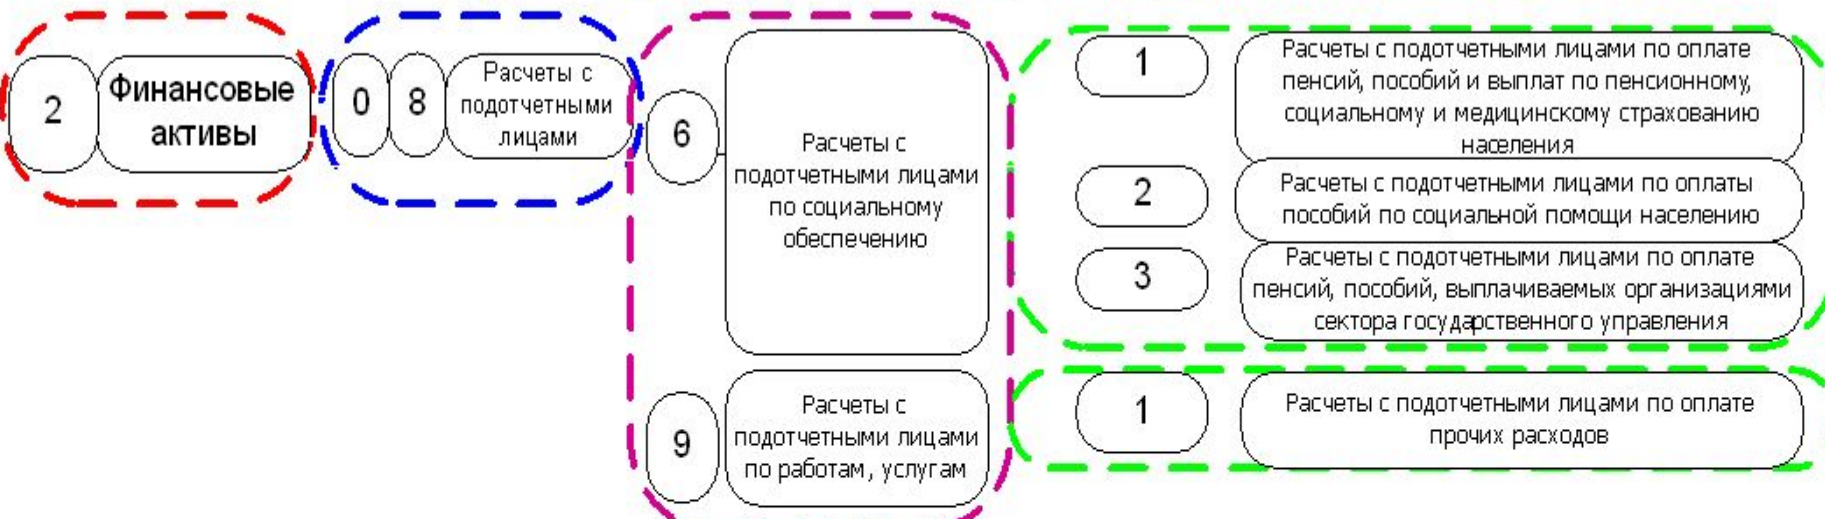 2
Финансовые
активы
0
8
Расчеты с
подотчетными
лицами
6
Расчеты с
подотчетными лицами
по социальному
обеспечению
1
Расчеты с подотчетными лицами по оплате
пенсий, пособий и выплат по пенсионному,
социальному и медицинскому страхованию
населения
2
Расчеты с подотчетными лицами по оплаты
пособий по социальной помощи населению
3
Расчеты с подотчетными лицами по оплате
пенсий, пособий, выплачиваемых организациями
сектора государственного управления
9
Расчеты с
подотчетными лицами
по работам, услугам
1
Расчеты с подотчетными лицами по оплате
прочих расходов